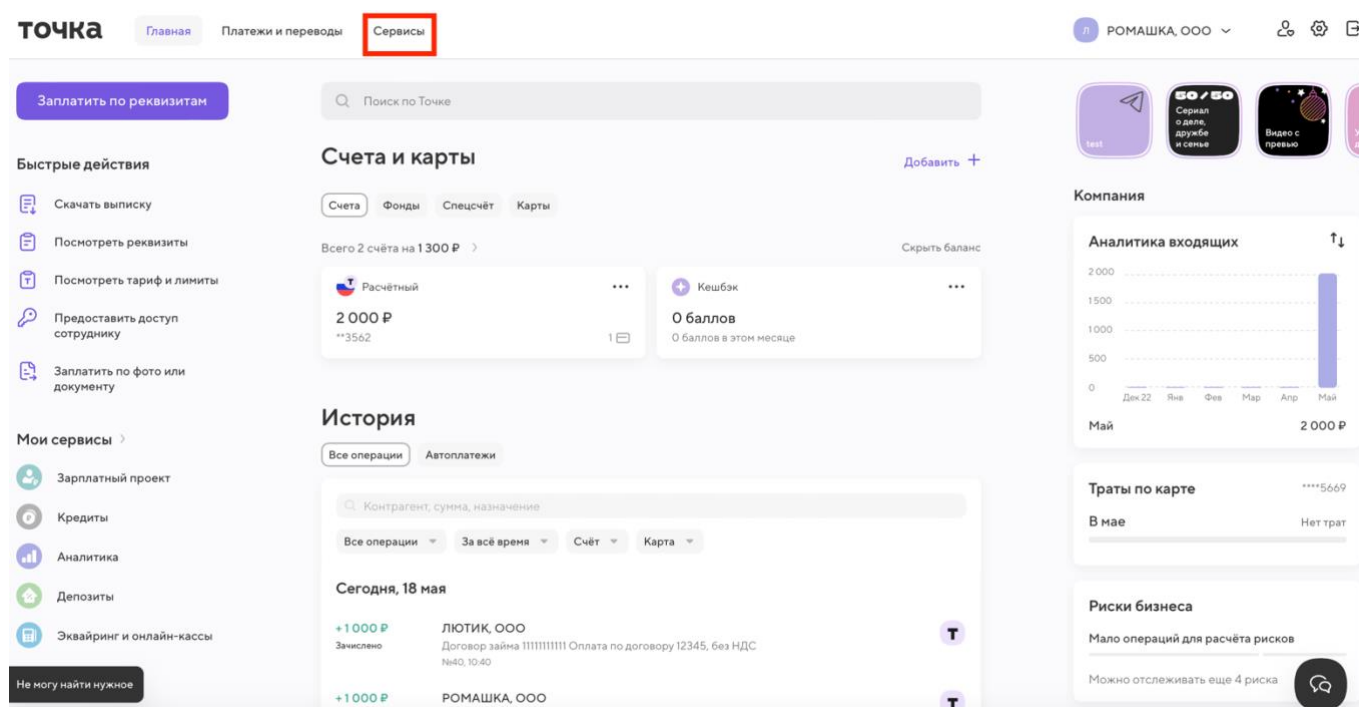 точка
Главная
Платежи и переводы
Сервисы
Л
РОМАШКА, ООО
Заплатить по реквизитам
Быстрые действия
Скачать выписку
Посмотреть реквизиты
Посмотреть тариф и лимиты
Предоставить доступ
сотруднику
Заплатить по фото или
документу
Мои сервисы
Зарплатный проект
Кредиты
Аналитика
Депозиты
Эквайринг и онлайн-кассы
Не могу найти нужное
Поиск по Точке
Счета и карты
Добавить +
Счета
Фонды
Спецсчёт
Карты
Всего 2 счёта на 1 300 ₽
Скрыть баланс
Расчётный
2 000 ₽
**3562
1
Кешбэк
0 баллов
0 баллов в этом месяце
История
Все операции
Автоплатежи
Контрагент, сумма, назначение
Все операции
За всё время
Счёт
Карта
Сегодня, 18 мая
+1 000 ₽
ЛЮТИК, ООО
Зачислено
Договор займа 11111111111 Оплата по договору 12345, без НДС
№40, 10:40
Т
+1 000 ₽
РОМАШКА, ООО
Т
test
50/50
Сериал
о деле,
дружбе
и семье
Видео с
превью
Компания
Аналитика входящих
2 000
1 500
1 000
500
0
Дек.22 Янв Фев Мар Апр Май
Май
2 000 ₽
Траты по карте
****5669
В мае
Нет трат
Риски бизнеса
Мало операций для расчёта рисков
Можно отслеживать еще 4 риска